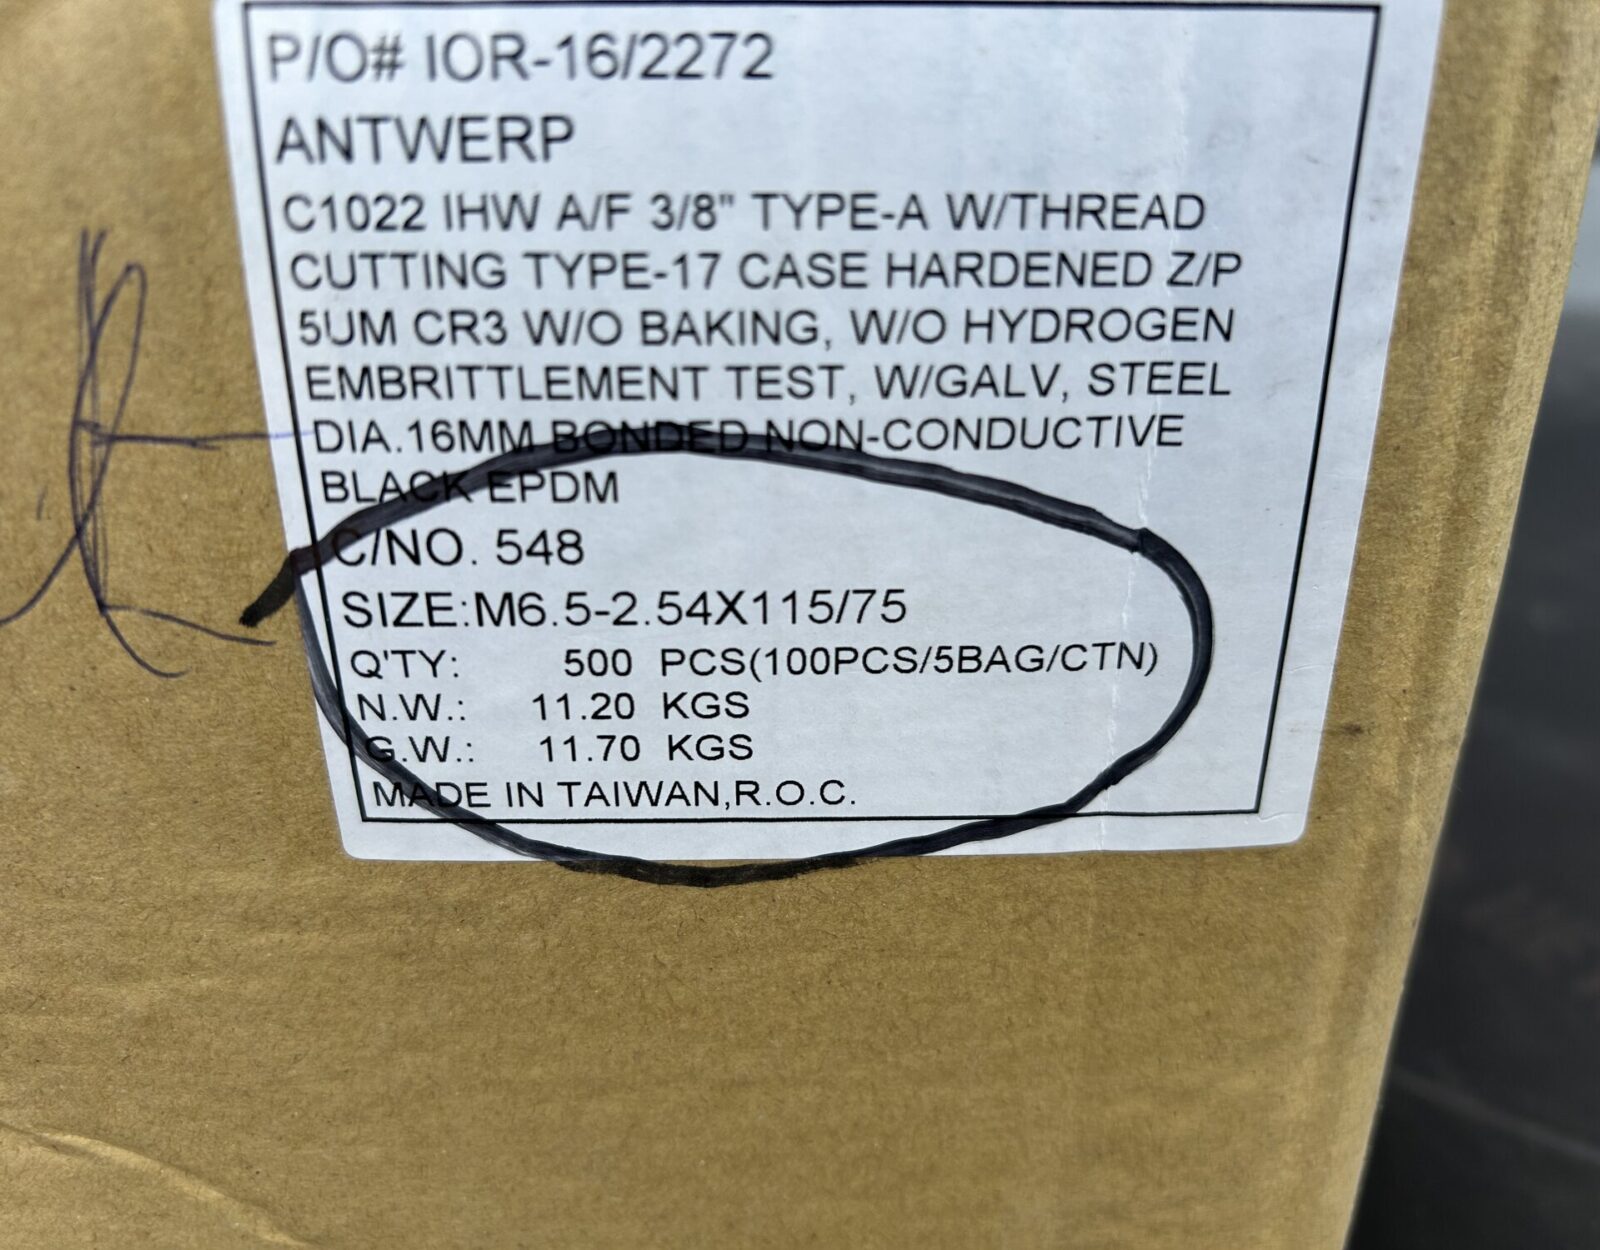 P/O# IOR-16/2272
ANTWERP
C1022 IHW A/F 3/8" TYPE-A W/THREAD
CUTTING TYPE-17 CASE HARDENED Z/P
5UM CR3 W/O BAKING, W/O HYDROGEN
EMBRITTLEMENT TEST, W/GALV, STEEL
DIA.16MM BONDED NON-CONDUCTIVE
BLACK EPDM
C/NO. 548
SIZE:M6.5-2.54X115/75
Q'TY: 500 PCS(100PCS/5BAG/CTN)
N.W.: 11.20 KGS
G.W.: 11.70 KGS
MADE IN TAIWAN,R.O.C.